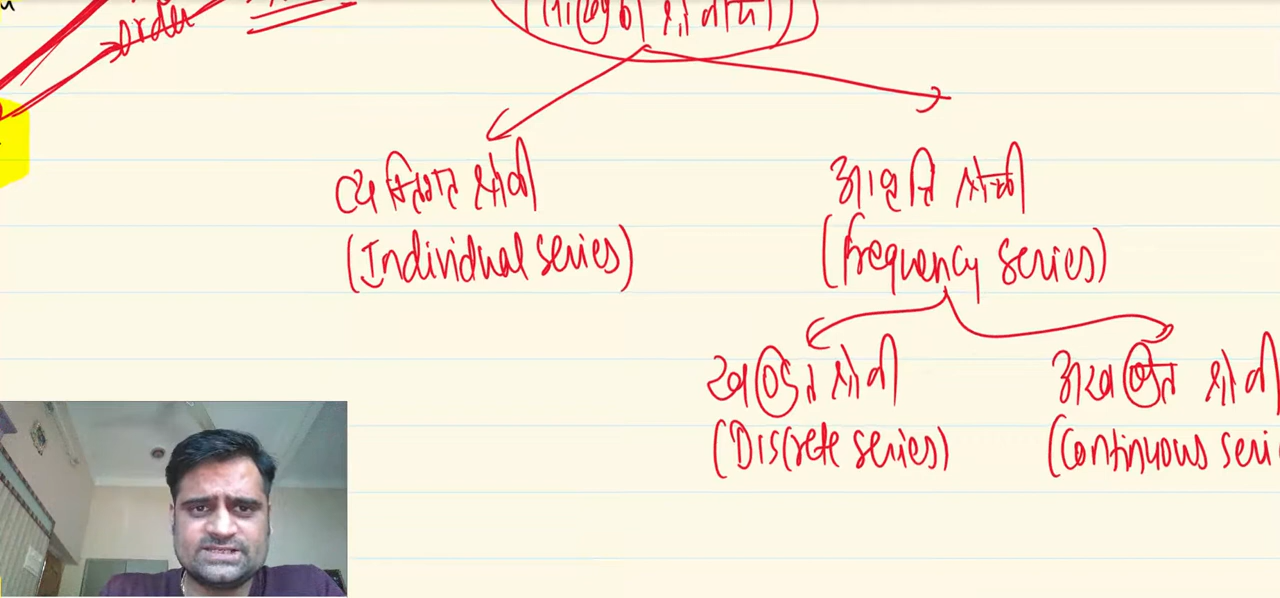 order
व्यक्तिगत श्रेणी
(Individual series)
आवृत्ति श्रेणी
(frequency series)
खण्डित श्रेणी
(Discrete series)
अखण्डित श्रेणी
(Continuous seri